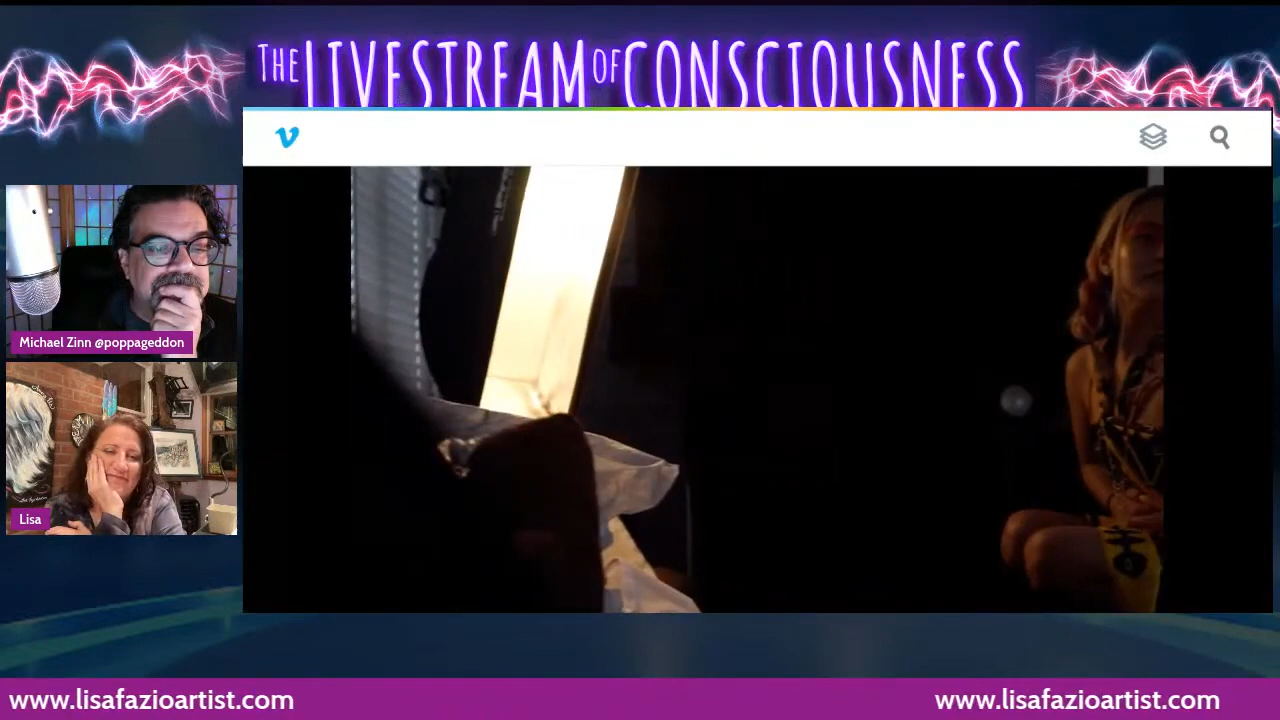 THE LIVESTREAM OF CONSCIOUSNESS
Michael Zinn @poppageddon
Lisa
www.lisafazioartist.com
www.lisafazioartist.com